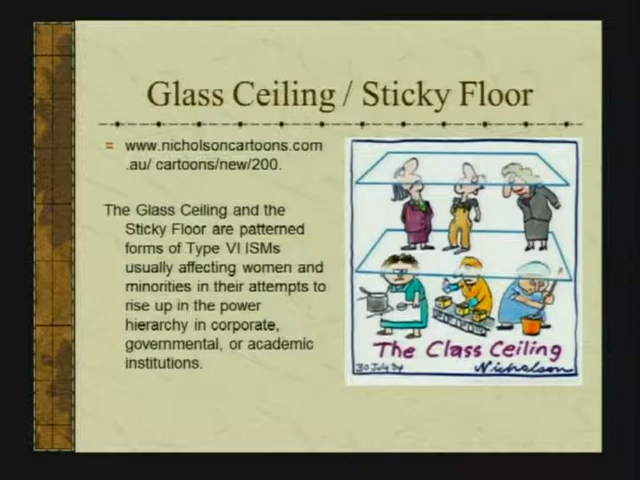 Glass Ceiling / Sticky Floor
www.nicholsoncartoons.com
.au/ cartoons/new/200.
The Glass Ceiling and the
Sticky Floor are patterned
forms of Type VI ISMs
usually affecting women and
minorities in their attempts to
rise up in the power
hierarchy in corporate,
governmental, or academic
institutions.
The Class Ceiling
30 July 94
Nicholson